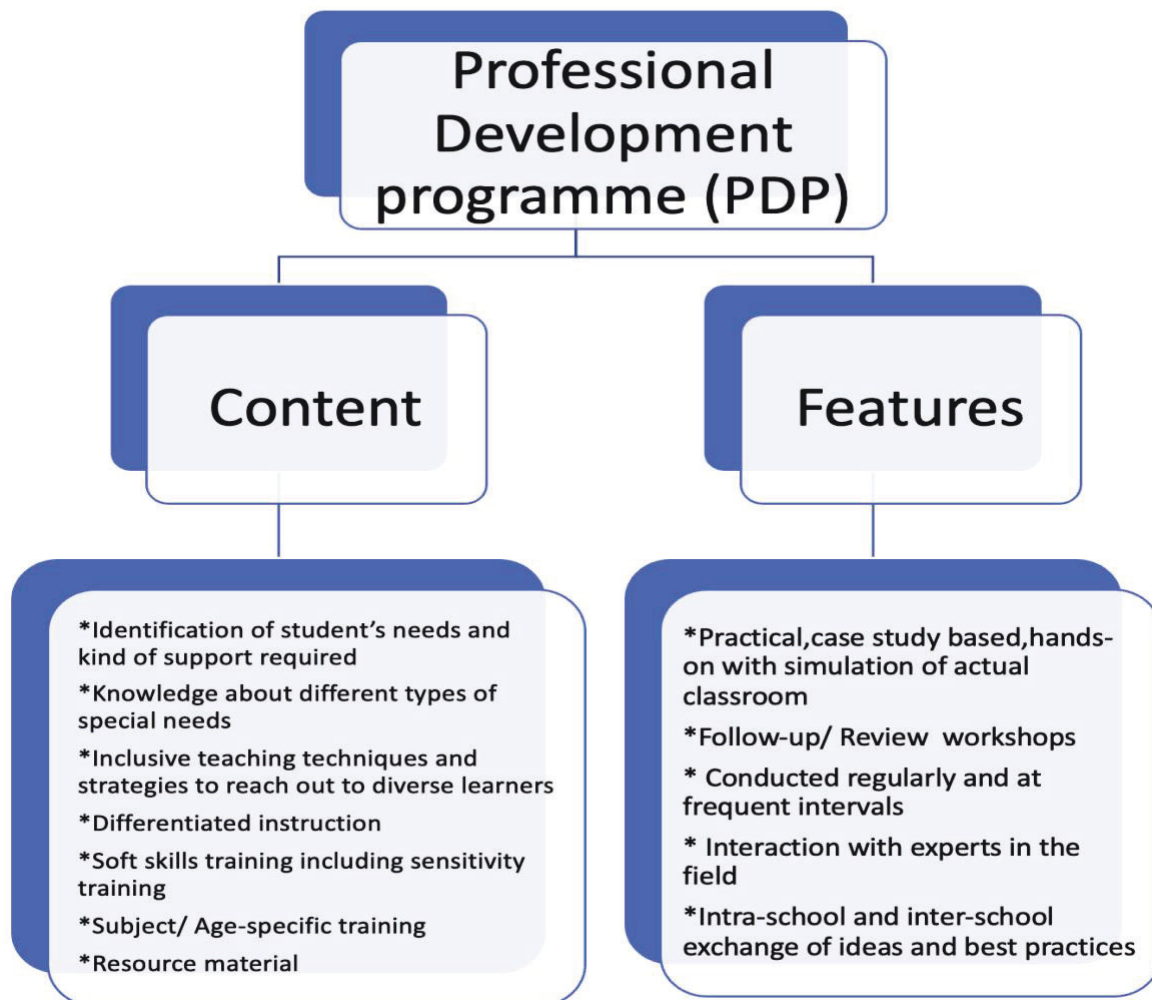 Professional
Development
programme (PDP)
Content
Features
*Identification of student's needs and
kind of support required
*Knowledge about different types of
special needs
*Inclusive teaching techniques and
strategies to reach out to diverse learners
*Differentiated instruction
*Soft skills training including sensitivity
training
*Subject/ Age-specific training
*Resource material
*Practical,case study based,hands-
on with simulation of actual
classroom
*Follow-up/ Review workshops
* Conducted regularly and at
frequent intervals
* Interaction with experts in the
field
*Intra-school and inter-school
exchange of ideas and best practices